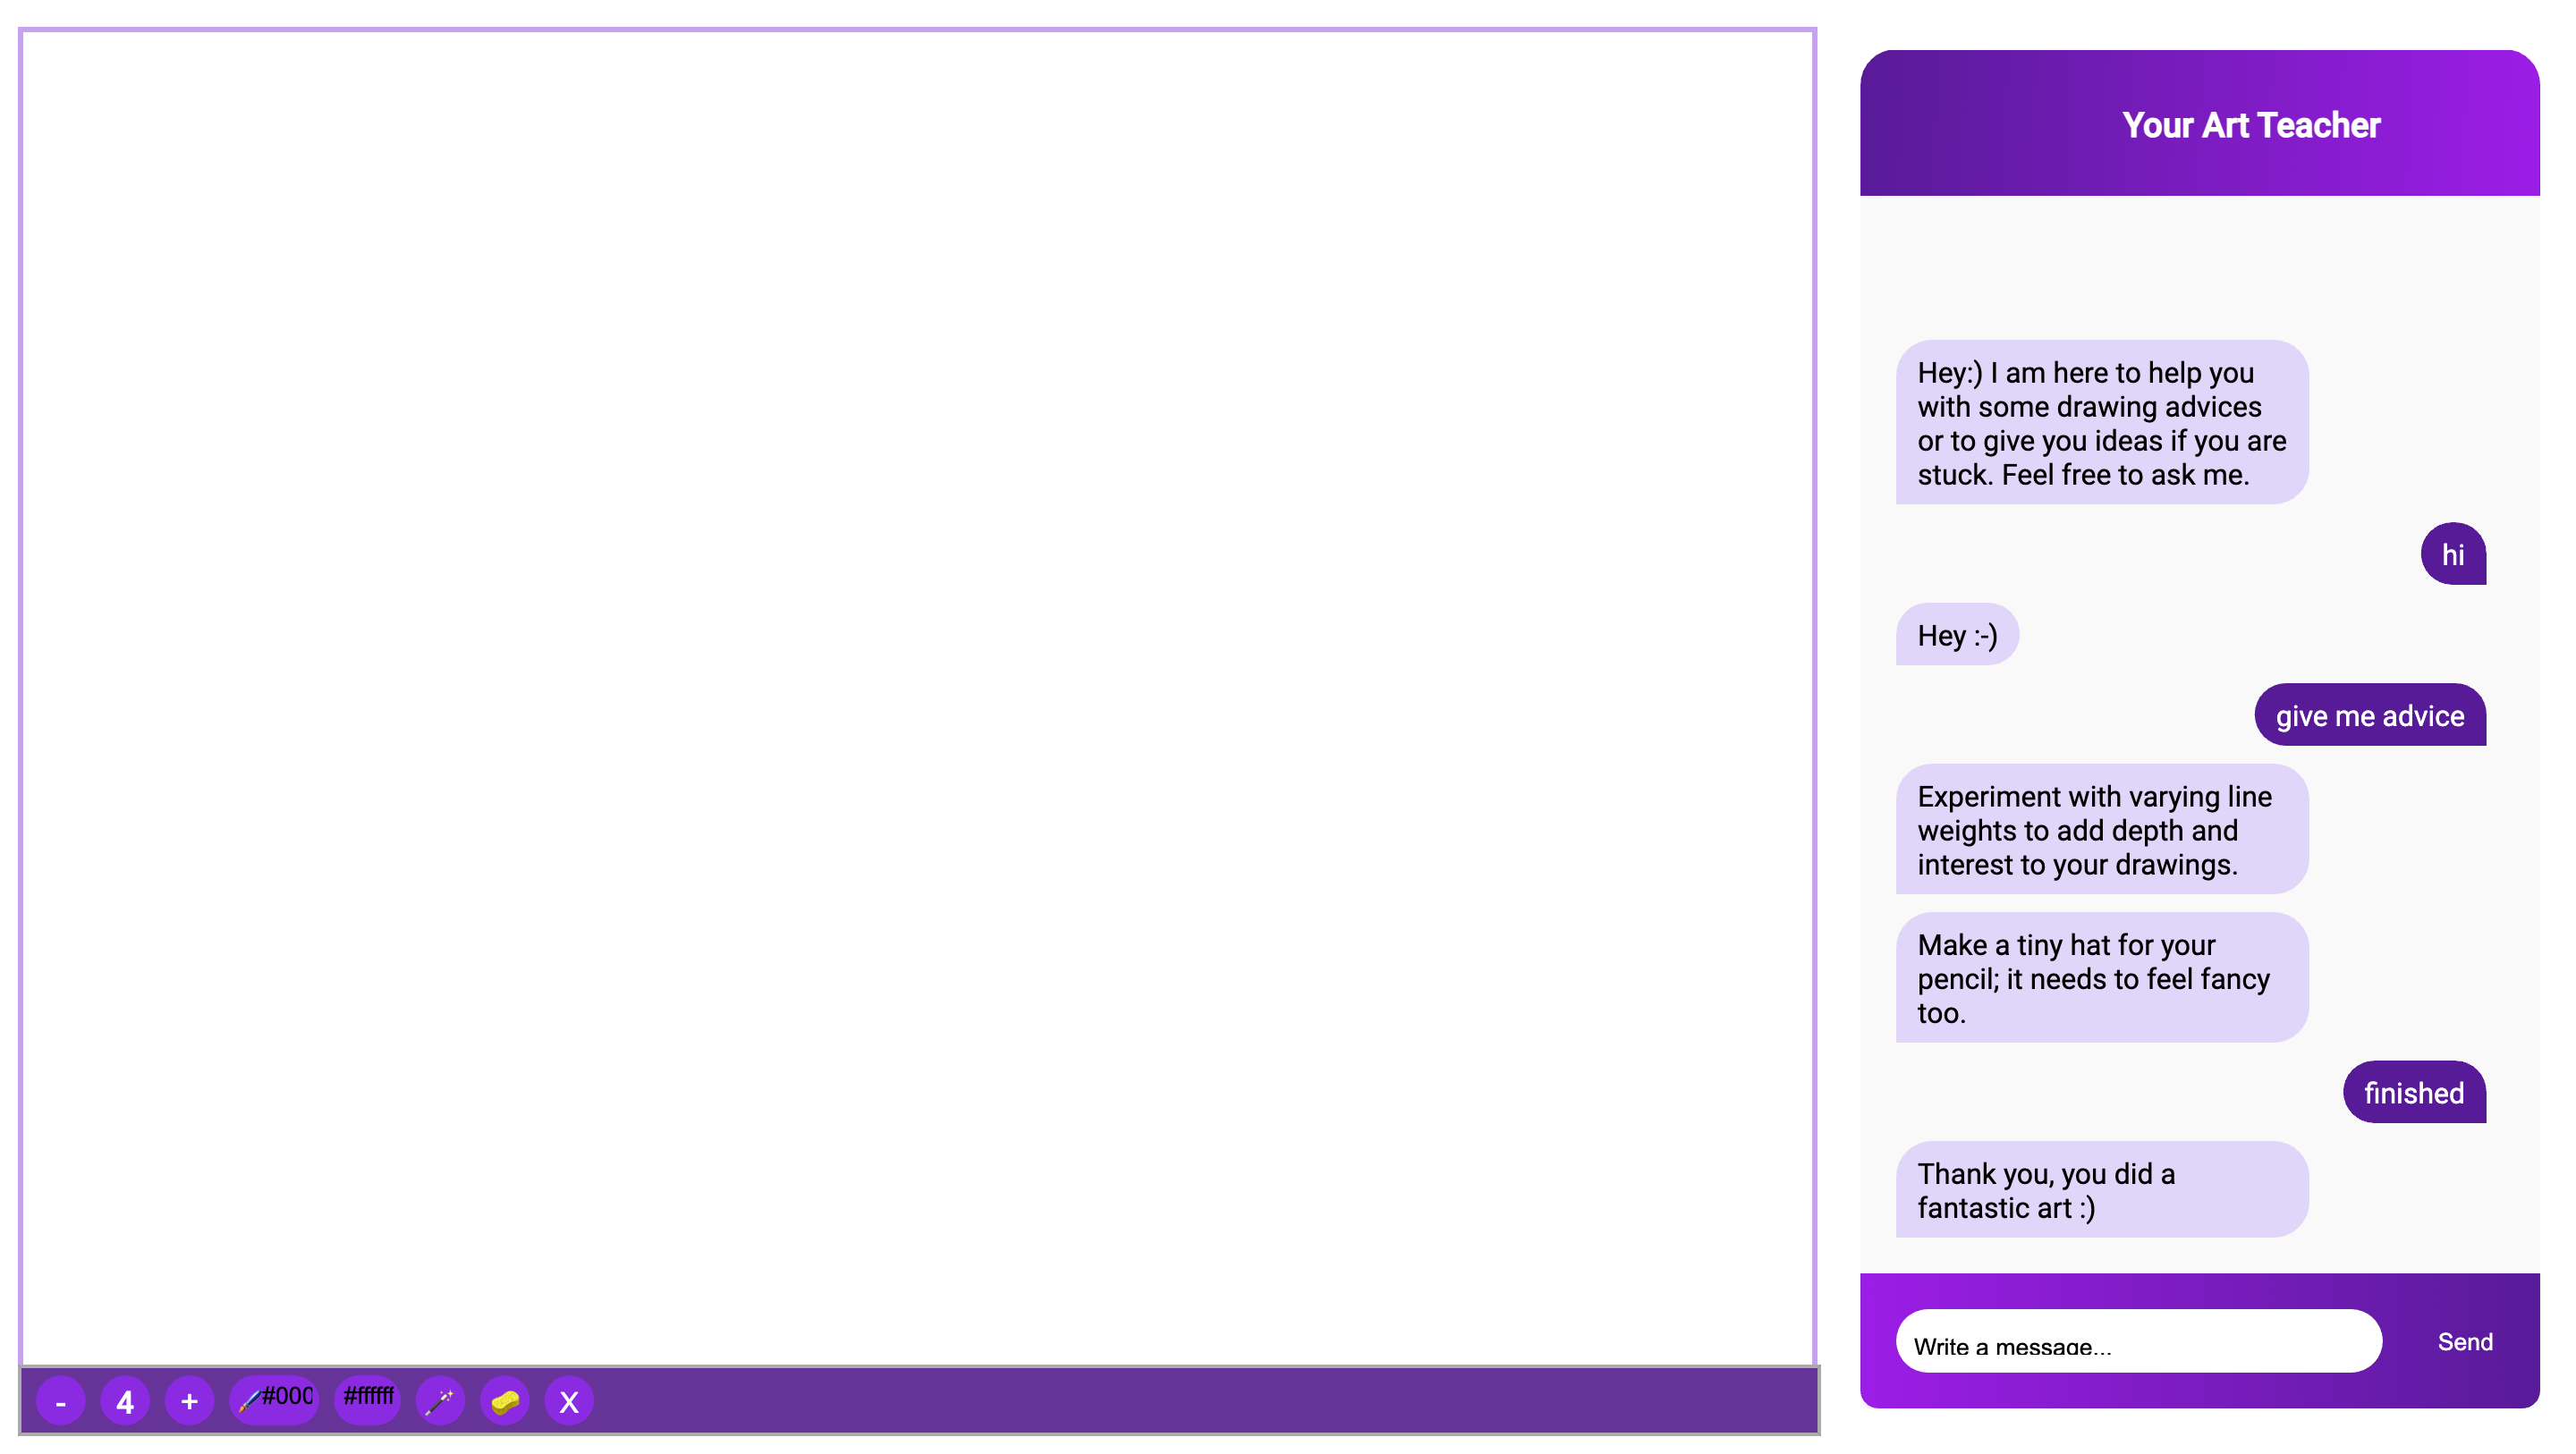 Your Art Teacher
Hey:) I am here to help you
with some drawing advices
or to give you ideas if you are
stuck. Feel free to ask me.
hi
Hey :-)
give me advice
Experiment with varying line
weights to add depth and
interest to your drawings.
Make a tiny hat for your
pencil; it needs to feel fancy
too.
finished
Thank you, you did a
fantastic art :)
Write a message...
Send
- 4 + #000 #ffffff X